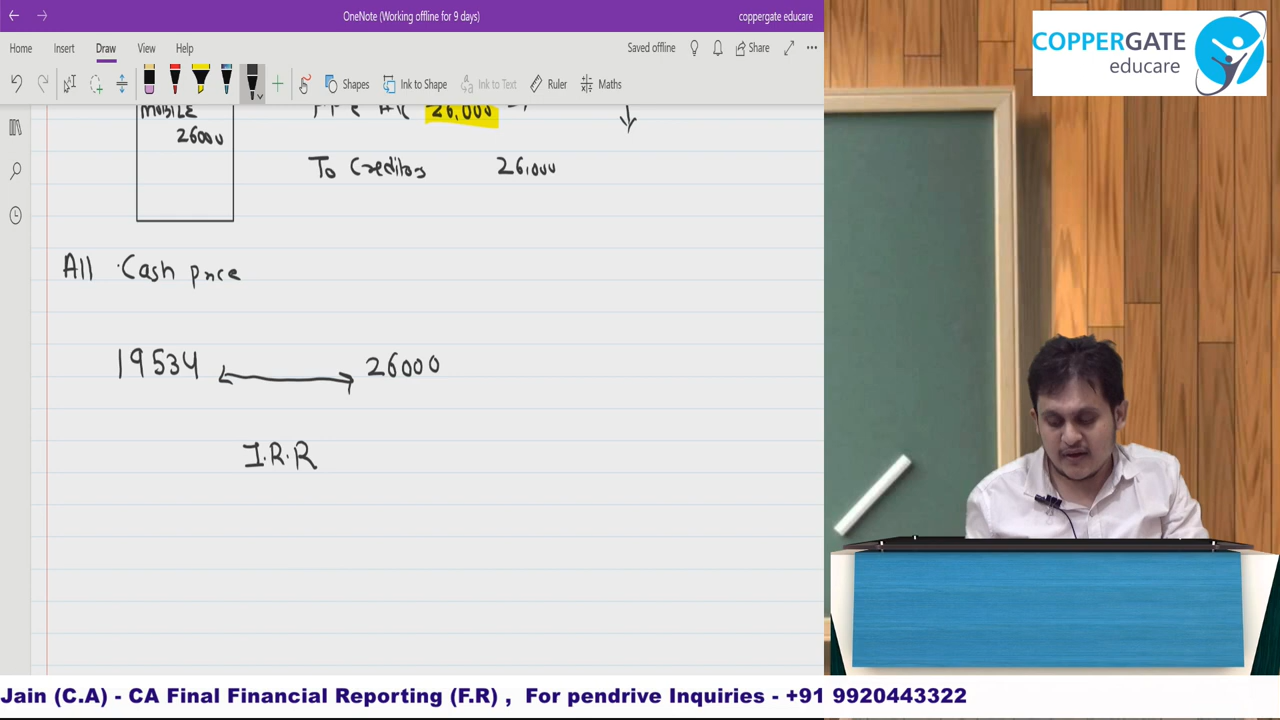 OneNote (Working offline for 9 days)
coppergate educare
Home Insert Draw View Help
Saved offline Share
Shapes Ink to Shape Ink to Text Ruler Maths
MOBILE
26000
26,000
To Creditors 26,000
All Cash price
19534 26000
I.R.R
COPPERGATE
educare
Jain (C.A) - CA Final Financial Reporting (F.R) , For pendrive Inquiries - +91 9920443322